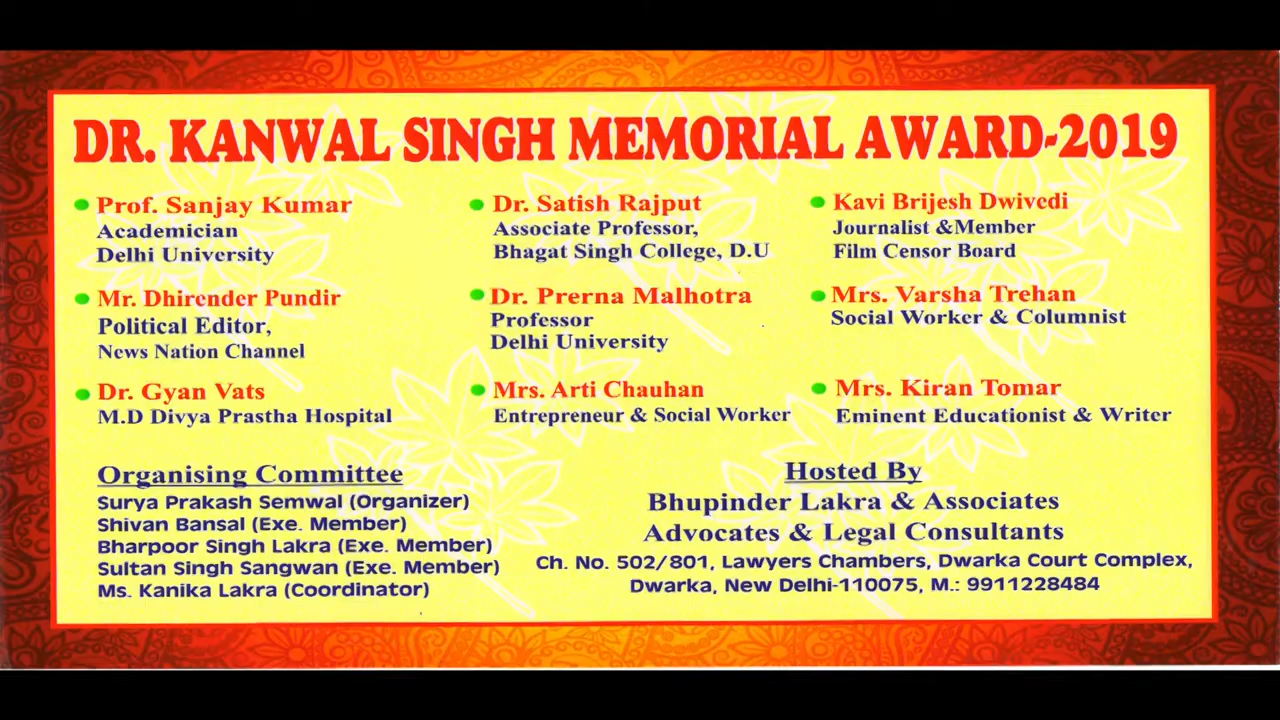 DR. KANWAL SINGH MEMORIAL AWARD-2019
Prof. Sanjay Kumar
Academician
Delhi University
Dr. Satish Rajput
Associate Professor,
Bhagat Singh College, D.U
Kavi Brijesh Dwivedi
Journalist &Member
Film Censor Board
Mr. Dhirender Pundir
Political Editor,
News Nation Channel
Dr. Prerna Malhotra
Professor
Delhi University
Mrs. Varsha Trehan
Social Worker & Columnist
Dr. Gyan Vats
M.D Divya Prastha Hospital
Mrs. Arti Chauhan
Entrepreneur & Social Worker
Mrs. Kiran Tomar
Eminent Educationist & Writer
Organising Committee
Surya Prakash Semwal (Organizer)
Shivan Bansal (Exe. Member)
Bharpoor Singh Lakra (Exe. Member)
Sultan Singh Sangwan (Exe. Member)
Ms. Kanika Lakra (Coordinator)
Hosted By
Bhupinder Lakra & Associates
Advocates & Legal Consultants
Ch. No. 502/801, Lawyers Chambers, Dwarka Court Complex,
Dwarka, New Delhi-110075, M.: 9911228484